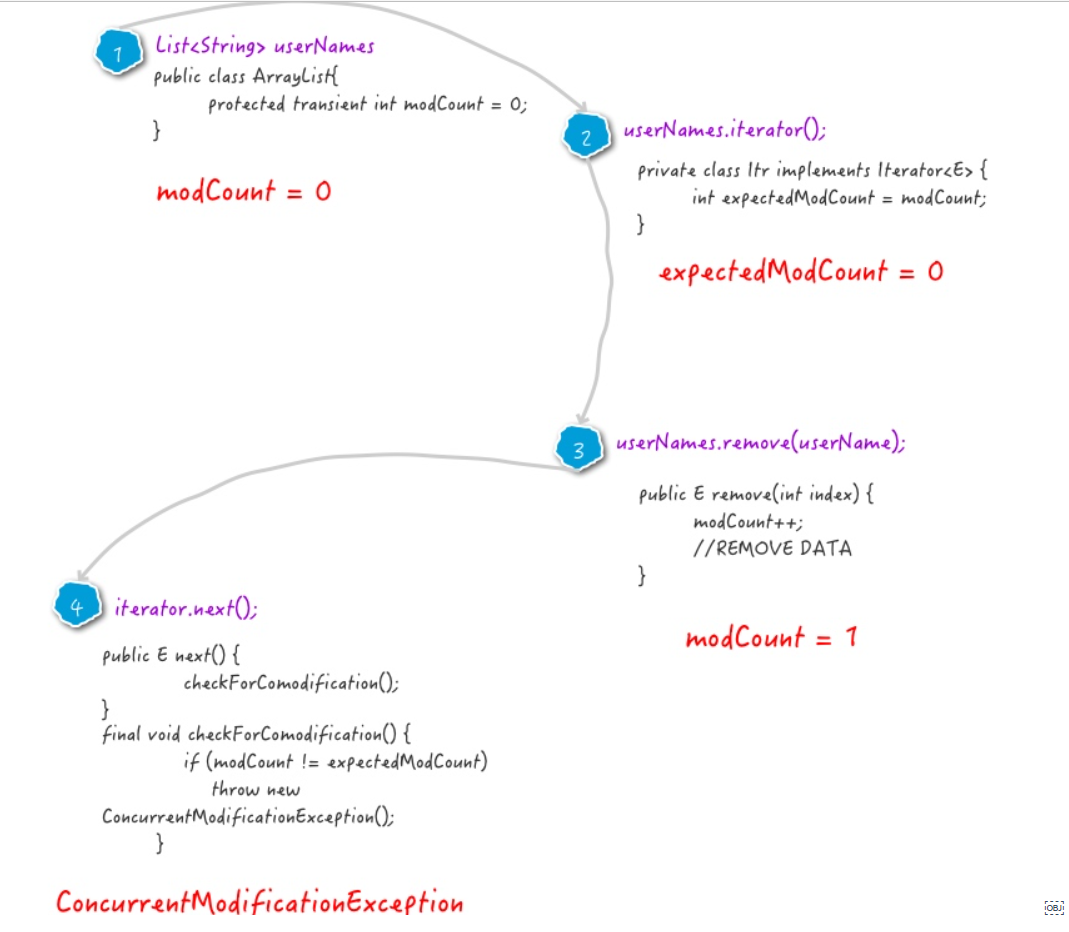 1
List<String> userNames
public class ArrayList{
protected transient int modCount = 0;
}
modCount = 0
2
userNames.iterator();
private class Itr implements Iterator<E> {
int expectedModCount = modCount;
}
expectedModCount = 0
3
userNames.remove(userName);
public E remove(int index) {
modCount++;
//REMOVE DATA
}
modCount = 1
4
iterator.next();
public E next() {
checkForComodification();
}
final void checkForComodification() {
if (modCount != expectedModCount)
throw new
ConcurrentModificationException();
}
ConcurrentModificationException
OBJ